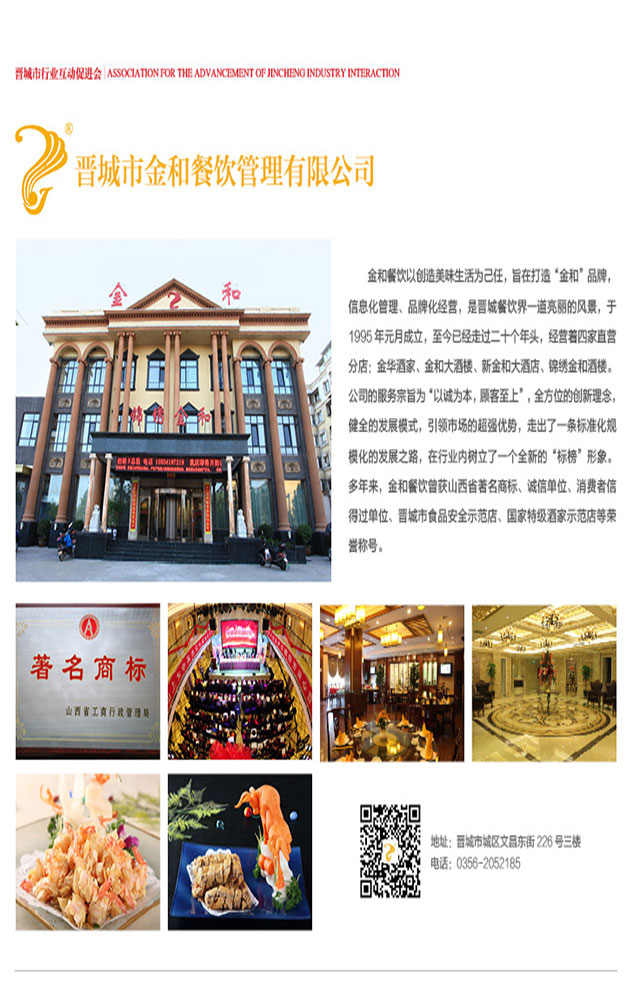 晋城市行业互动促进会 | ASSOCIATION FOR THE ADVANCEMENT OF JINCHENG INDUSTRY INTERACTION
®
晋城市金和餐饮管理有限公司
金和餐饮以创造美味生活为己任，旨在打造“金和”品牌，
信息化管理、品牌化经营，是晋城餐饮界一道亮丽的风景，于
1995 年元月成立，至今已经走过二十个年头，经营着四家直营
分店：金华酒家、金和大酒楼、新金和大酒店、锦绣金和酒楼。
公司的服务宗旨为“以诚为本，顾客至上”，全方位的创新理念，
健全的发展模式，引领市场的超强优势，走出了一条标准化规
模化的发展之路，在行业内树立了一个全新的“标榜”形象。
多年来，金和餐饮曾获山西省著名商标、诚信单位、消费者信
得过单位、晋城市食品安全示范店、国家特级酒家示范店等荣
誉称号。
金 和
锦绣金和
著名商标
山西省工商行政管理局
地址：晋城市城区文昌东街 226 号三楼
电话：0356-2052185